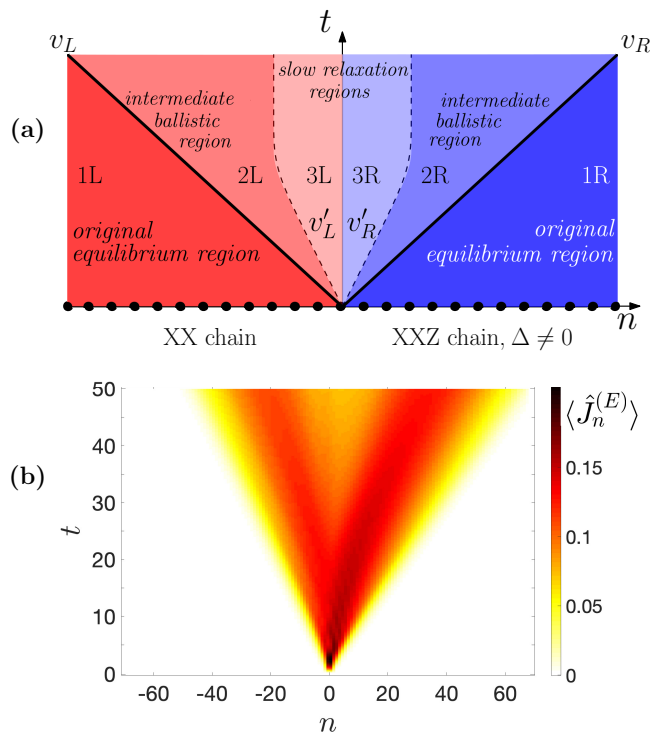 t
v_L
v_R
slow relaxation
regions
intermediate
ballistic
region
intermediate
ballistic
region
(a)
1L
2L
3L
3R
2R
1R
v'_L
v'_R
original
equilibrium region
original
equilibrium region
n
XX chain
XXZ chain, Δ ≠ 0
(b)
50
40
30
20
10
0
t
-60
-40
-20
0
20
40
60
n
⟨Ĵ_n^{(E)}⟩
0.15
0.1
0.05
0